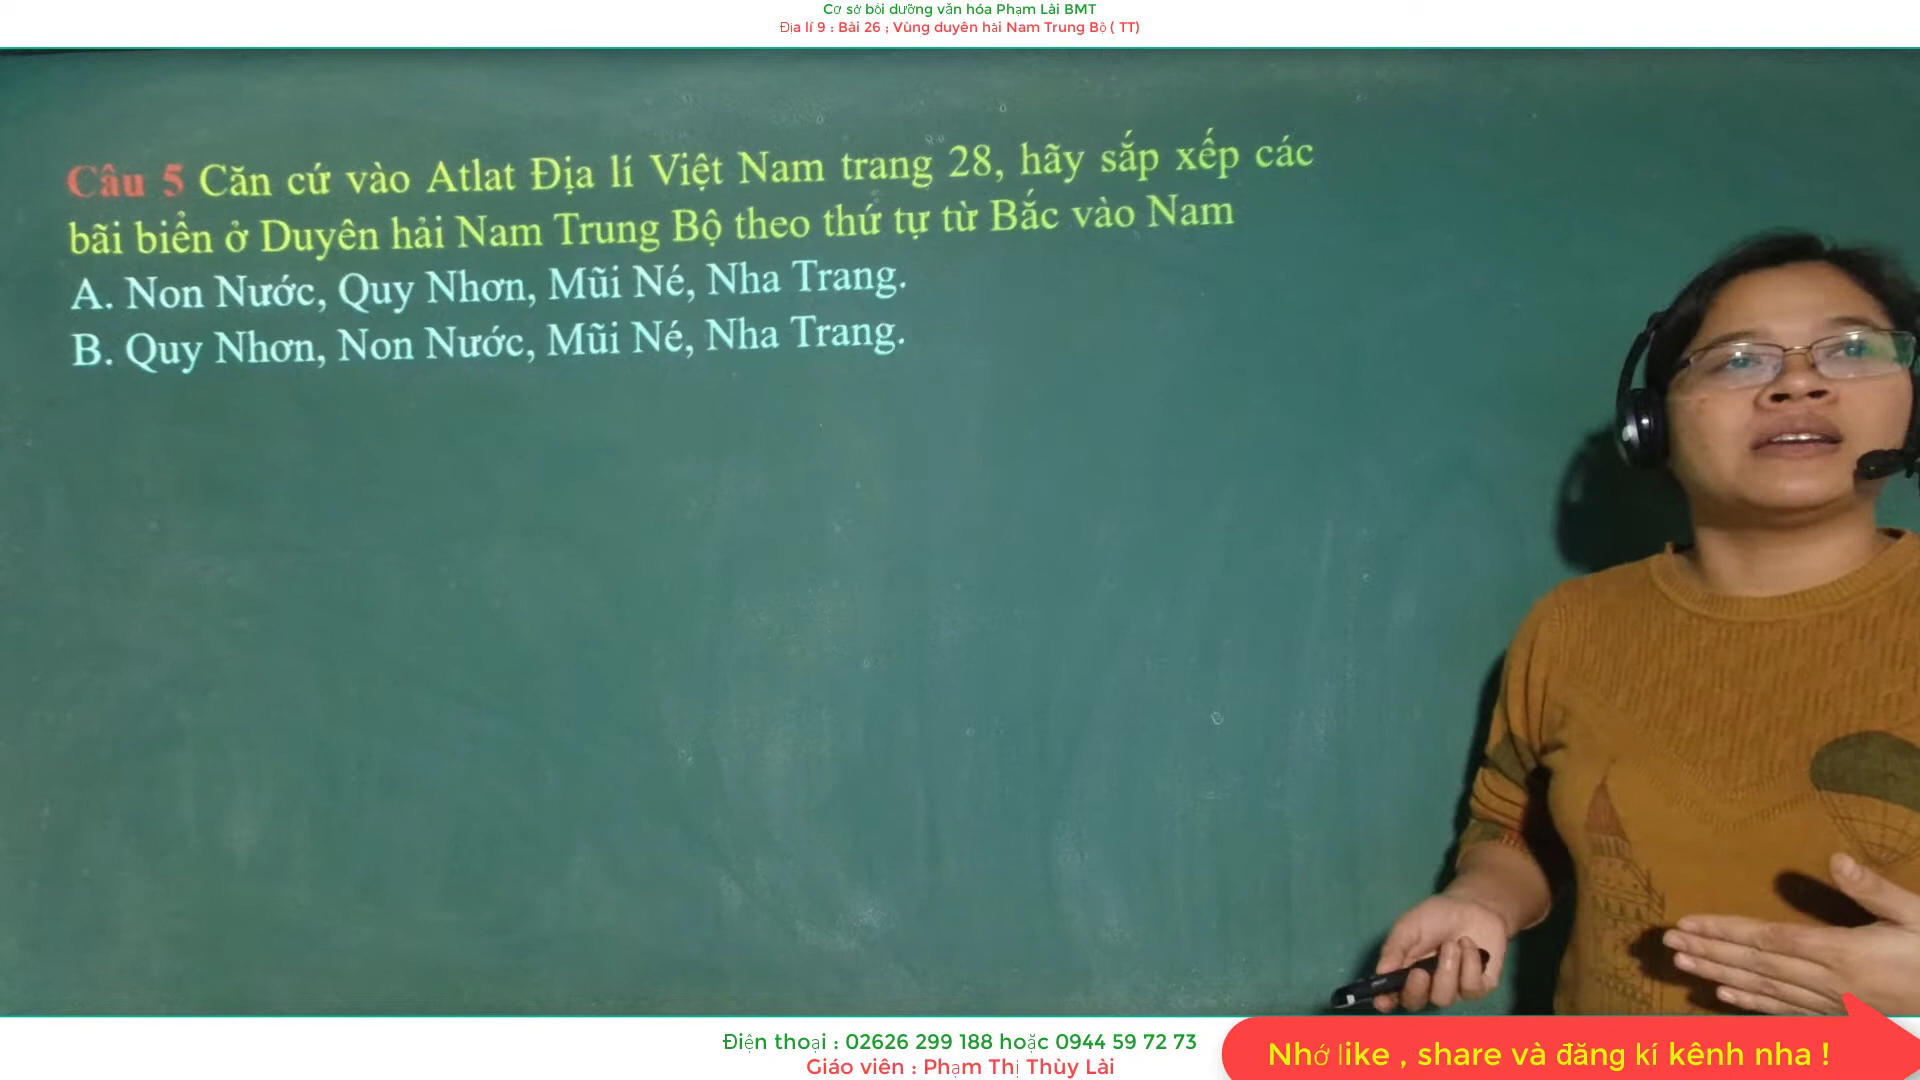 Cơ sở bồi dưỡng văn hóa Phạm Lài BMT
Địa lí 9 : Bài 26 ; Vùng duyên hải Nam Trung Bộ ( TT)
Câu 5 Căn cứ vào Atlat Địa lí Việt Nam trang 28, hãy sắp xếp các
bãi biển ở Duyên hải Nam Trung Bộ theo thứ tự từ Bắc vào Nam
A. Non Nước, Quy Nhơn, Mũi Né, Nha Trang.
B. Quy Nhơn, Non Nước, Mũi Né, Nha Trang.
Điện thoại : 02626 299 188 hoặc 0944 59 72 73
Giáo viên : Phạm Thị Thùy Lài
Nhớ like , share và đăng kí kênh nha !